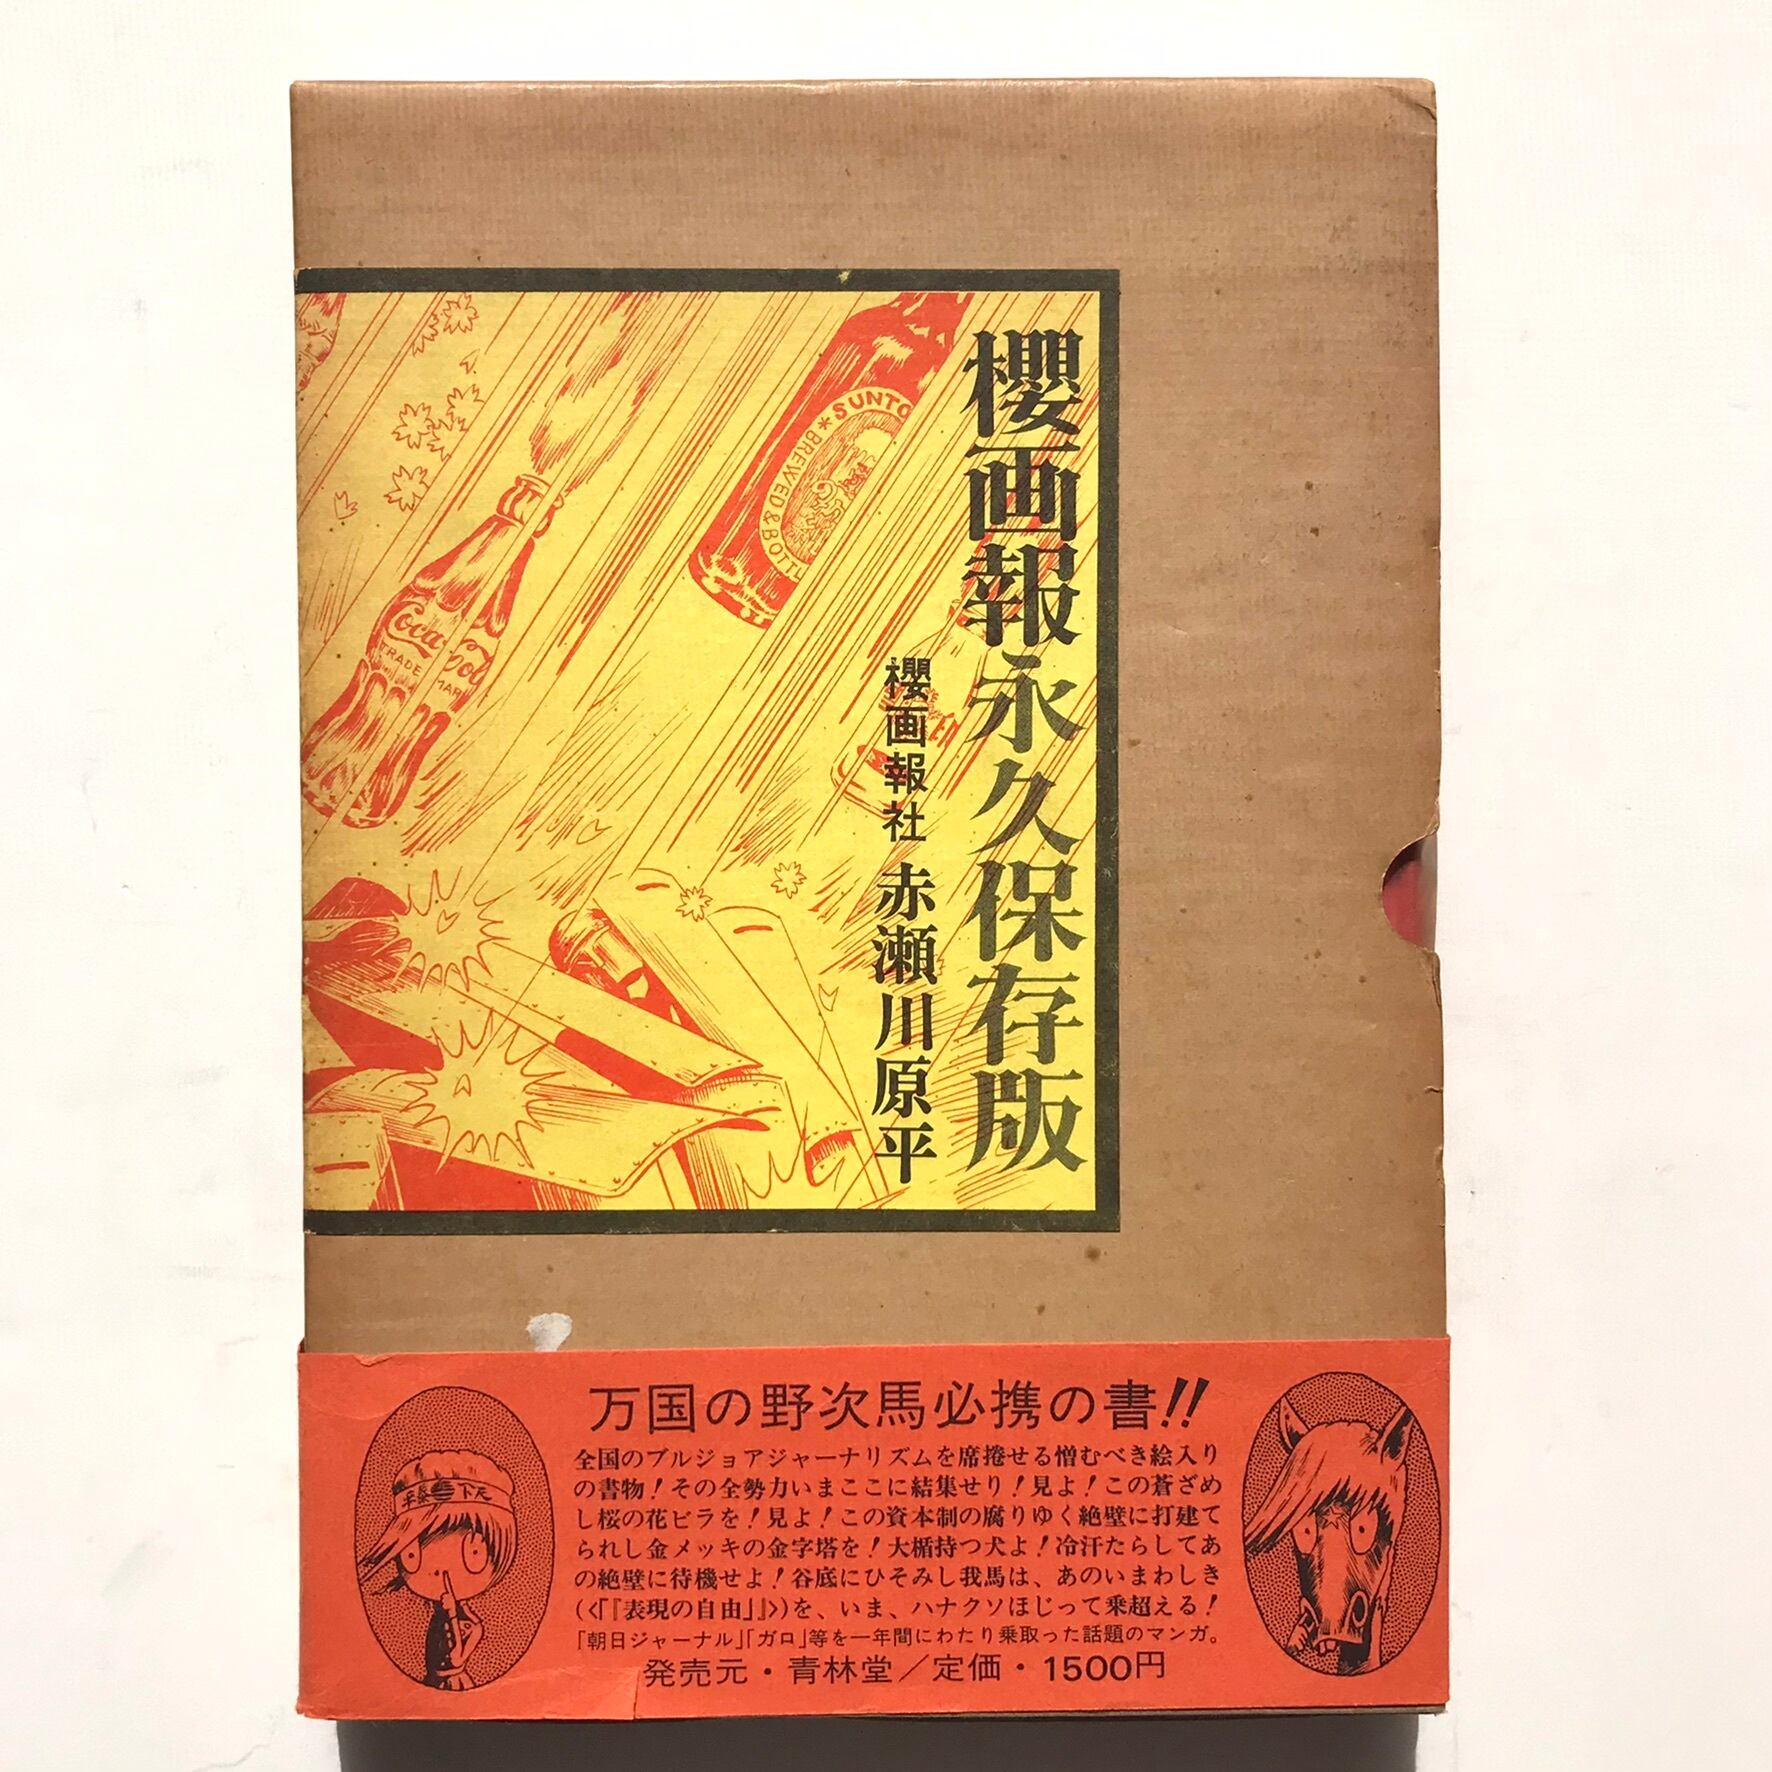 櫻画報永久保存版
櫻画報社 赤瀬川原平
SUNTO
*BREWED & BOTTL
Coca-Col
TRADE MAR
印
万国の野次馬必携の書!!
全国のブルジョアジャーナリズムを席捲せる憎むべき絵入り
の書物!その全勢力いまここに結集せり!見よ!この蒼ざめ
し桜の花ビラを!見よ!この資本制の腐りゆく絶壁に打建て
られし金メッキの金字塔を!大楯持つ犬よ!冷汗たらしてあ
の絶壁に待機せよ!谷底にひそみし我馬は、あのいまわしき
(〈「『表現の自由」』〉)を、いま、ハナクソほじって乗超える!
「朝日ジャーナル」「ガロ」等を一年間にわたり乗取った話題のマンガ。
発売元・青林堂/定価・1500円